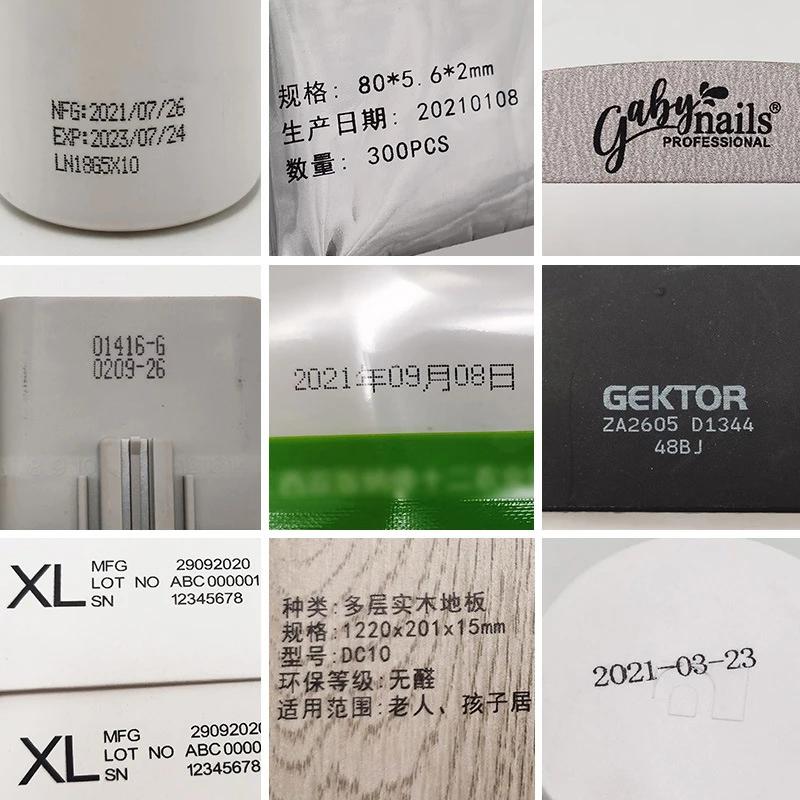 NFG:2021/07/26
EXP:2023/07/24
LN1865X10
规格: 80*5.6*2mm
生产日期: 20210108
数量: 300PCS
Gaby nails®
PROFESSIONAL
01416-G
0209-26
2021年09月08日
GEKTOR
ZA2605 D1344
48BJ
XL
MFG 29092020
LOT NO ABC000001
SN 12345678
XL
MFG 29092020
LOT NO ABC0000
SN 12345678
种类:多层实木地板
规格:1220x201x15mm
型号:DC10
环保等级:无醛
适用范围:老人、孩子居
2021-03-23